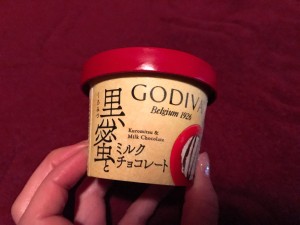 GODIVA
Belgium 1926
黒蜜と
Kuromitsu &
Milk Chocolate
ミルク
チョコレート